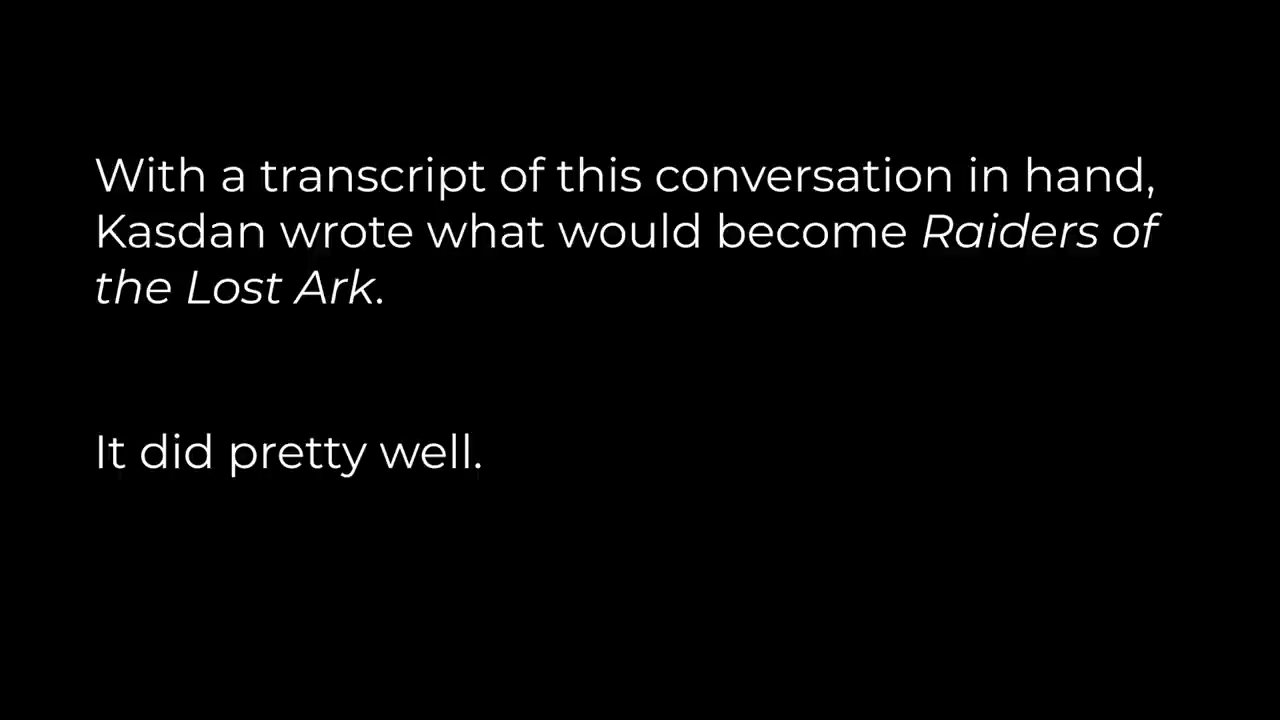 With a transcript of this conversation in hand,
Kasdan wrote what would become Raiders of
the Lost Ark.
It did pretty well.